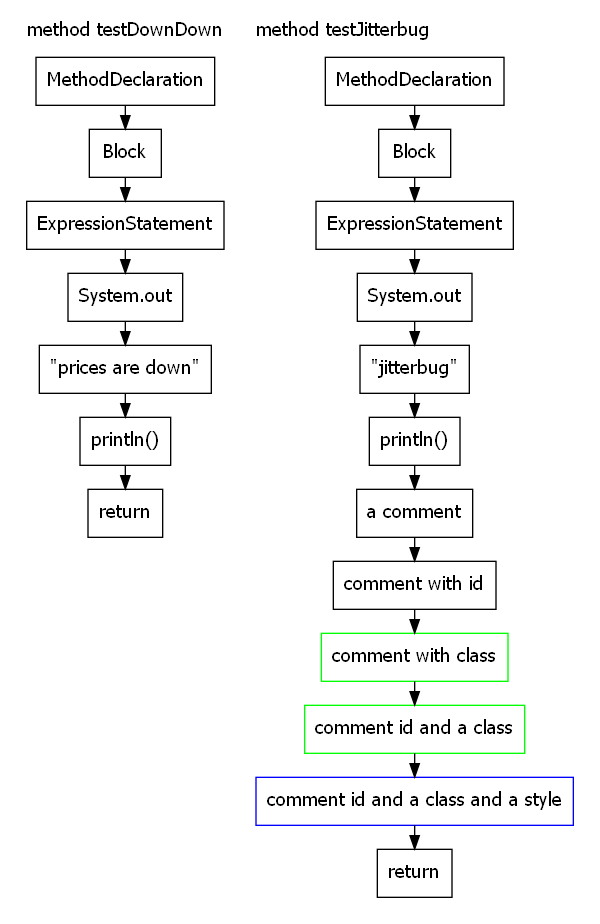 method testDownDown
MethodDeclaration
Block
ExpressionStatement
System.out
"prices are down"
println()
return
method testJitterbug
MethodDeclaration
Block
ExpressionStatement
System.out
"jitterbug"
println()
a comment
comment with id
comment with class
comment id and a class
comment id and a class and a style
return